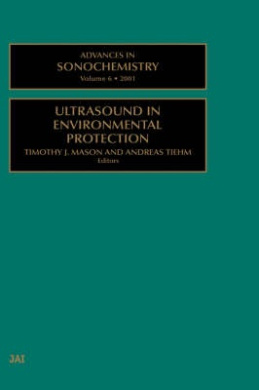 ADVANCES IN
SONOCHEMISTRY
Volume 6 • 2001
ULTRASOUND IN
ENVIRONMENTAL
PROTECTION
TIMOTHY J. MASON AND ANDREAS TIEHM
Editors
JAI